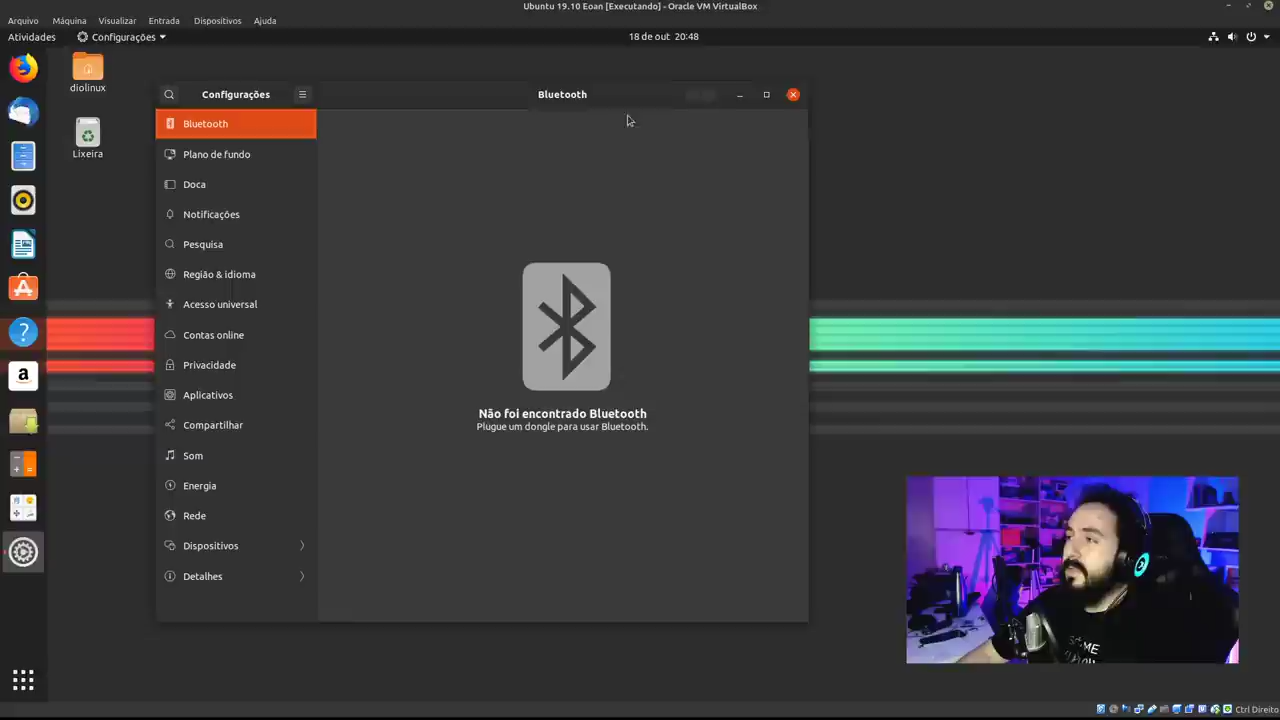 Ubuntu 19.10 Eoan [Executando] - Oracle VM VirtualBox
Arquivo Máquina Visualizar Entrada Dispositivos Ajuda
Atividades Configurações 18 de out 20:48
diolinux
Lixeira
Configurações
Bluetooth
Bluetooth
Plano de fundo
Doca
Notificações
Pesquisa
Região & idioma
Acesso universal
Contas online
Privacidade
Aplicativos
Compartilhar
Som
Energia
Rede
Dispositivos
Detalhes
Não foi encontrado Bluetooth
Plugue um dongle para usar Bluetooth.
SOME
Ctrl Direito